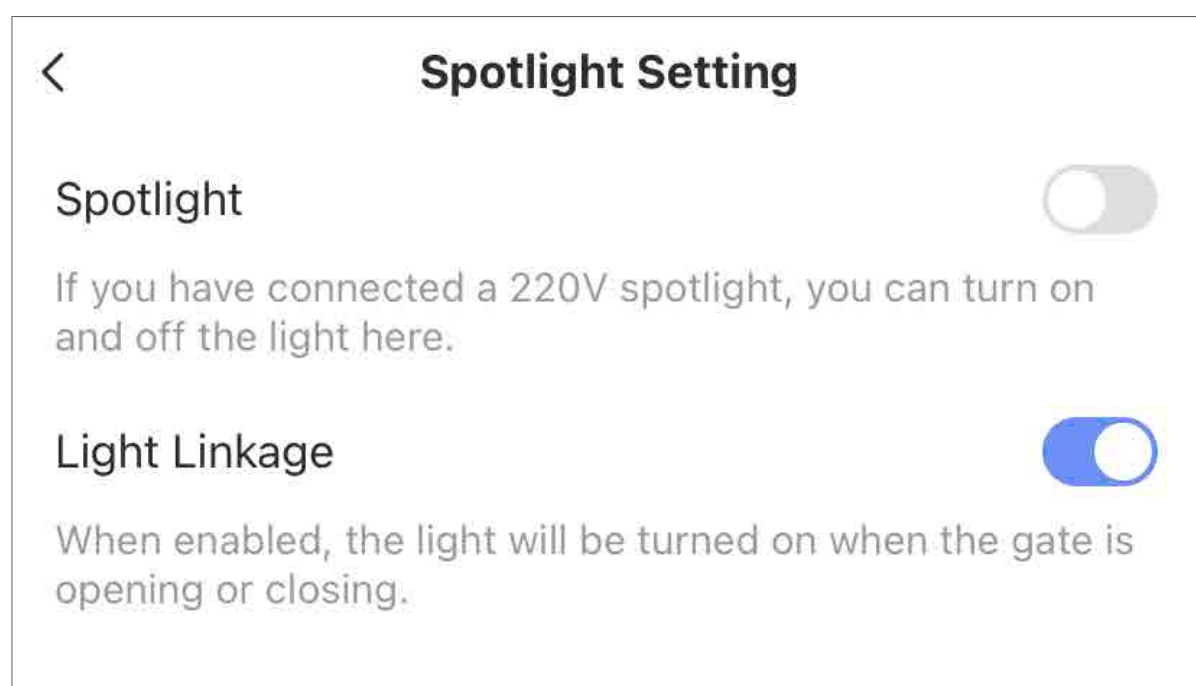 Spotlight Setting
Spotlight
If you have connected a 220V spotlight, you can turn on
and off the light here.
Light Linkage
When enabled, the light will be turned on when the gate is
opening or closing.